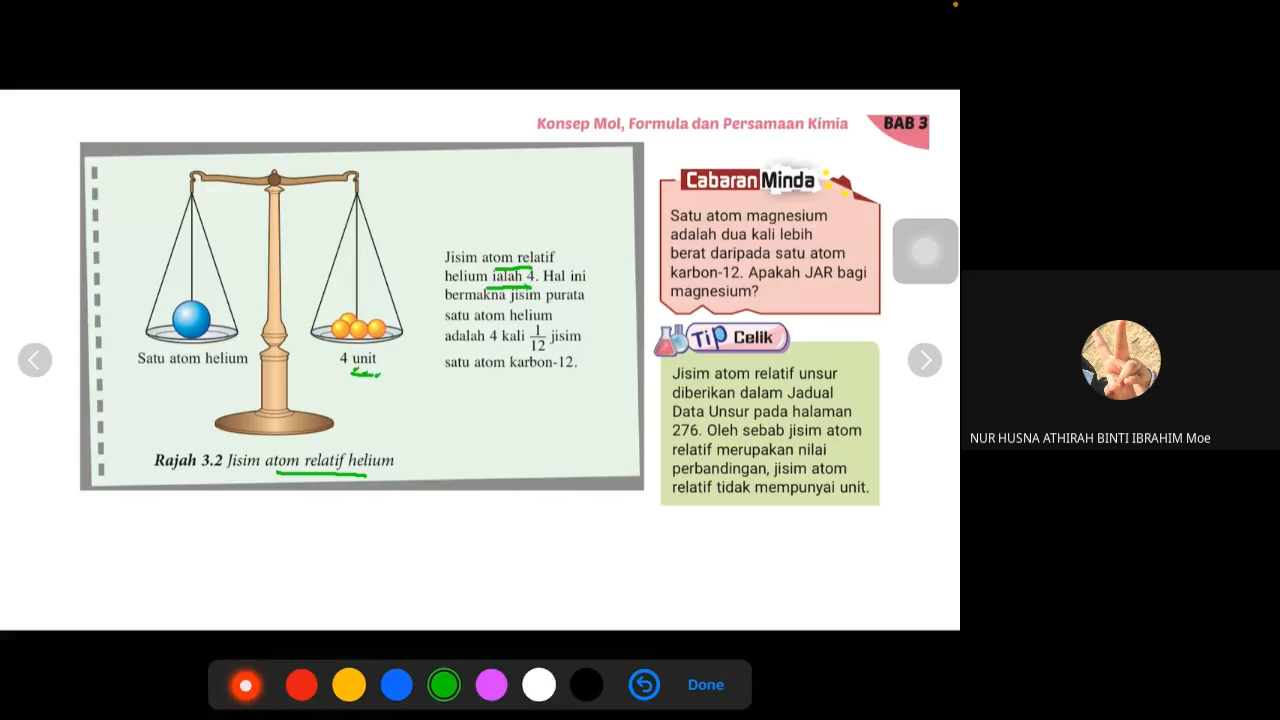 Konsep Mol, Formula dan Persamaan Kimia BAB 3
Satu atom helium
4 unit
Jisim atom relatif
helium ialah 4. Hal ini
bermakna jisim purata
satu atom helium
adalah 4 kali 1/12 jisim
satu atom karbon-12.
Rajah 3.2 Jisim atom relatif helium
Cabaran Minda
Satu atom magnesium
adalah dua kali lebih
berat daripada satu atom
karbon-12. Apakah JAR bagi
magnesium?
Tip Celik
Jisim atom relatif unsur
diberikan dalam Jadual
Data Unsur pada halaman
276. Oleh sebab jisim atom
relatif merupakan nilai
perbandingan, jisim atom
relatif tidak mempunyai unit.
NUR HUSNA ATHIRAH BINTI IBRAHIM Moe
Done